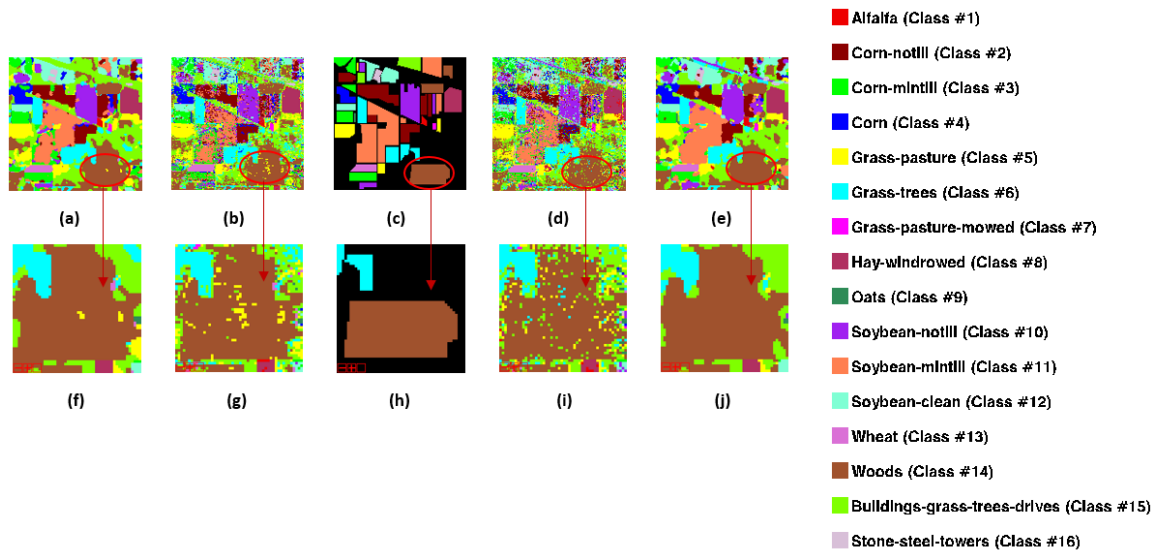 (a)
(b)
(c)
(d)
(e)
(f)
(g)
(h)
(i)
(j)
Alfalfa (Class #1)
Corn-notill (Class #2)
Corn-mintill (Class #3)
Corn (Class #4)
Grass-pasture (Class #5)
Grass-trees (Class #6)
Grass-pasture-mowed (Class #7)
Hay-windrowed (Class #8)
Oats (Class #9)
Soybean-notill (Class #10)
Soybean-mintill (Class #11)
Soybean-clean (Class #12)
Wheat (Class #13)
Woods (Class #14)
Buildings-grass-trees-drives (Class #15)
Stone-steel-towers (Class #16)